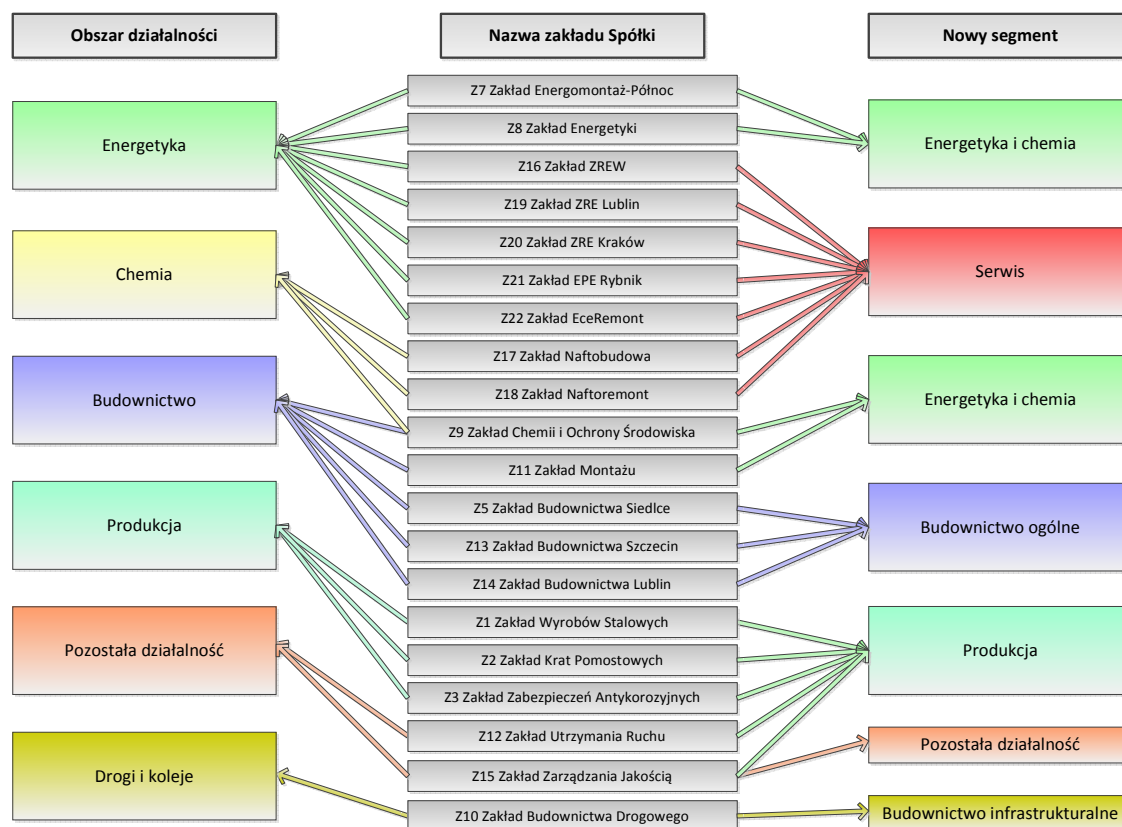 Obszar działalności
Nazwa zakładu Spółki
Nowy segment
Energetyka
Chemia
Budownictwo
Produkcja
Pozostała działalność
Drogi i koleje
Z7 Zakład Energomontaż-Północ
Z8 Zakład Energetyki
Z16 Zakład ZREW
Z19 Zakład ZRE Lublin
Z20 Zakład ZRE Kraków
Z21 Zakład EPE Rybnik
Z22 Zakład EceRemont
Z17 Zakład Naftobudowa
Z18 Zakład Naftoremont
Z9 Zakład Chemii i Ochrony Środowiska
Z11 Zakład Montażu
Z5 Zakład Budownictwa Siedlce
Z13 Zakład Budownictwa Szczecin
Z14 Zakład Budownictwa Lublin
Z1 Zakład Wyrobów Stalowych
Z2 Zakład Krat Pomostowych
Z3 Zakład Zabezpieczeń Antykorozyjnych
Z12 Zakład Utrzymania Ruchu
Z15 Zakład Zarządzania Jakością
Z10 Zakład Budownictwa Drogowego
Energetyka i chemia
Serwis
Energetyka i chemia
Budownictwo ogólne
Produkcja
Pozostała działalność
Budownictwo infrastrukturalne